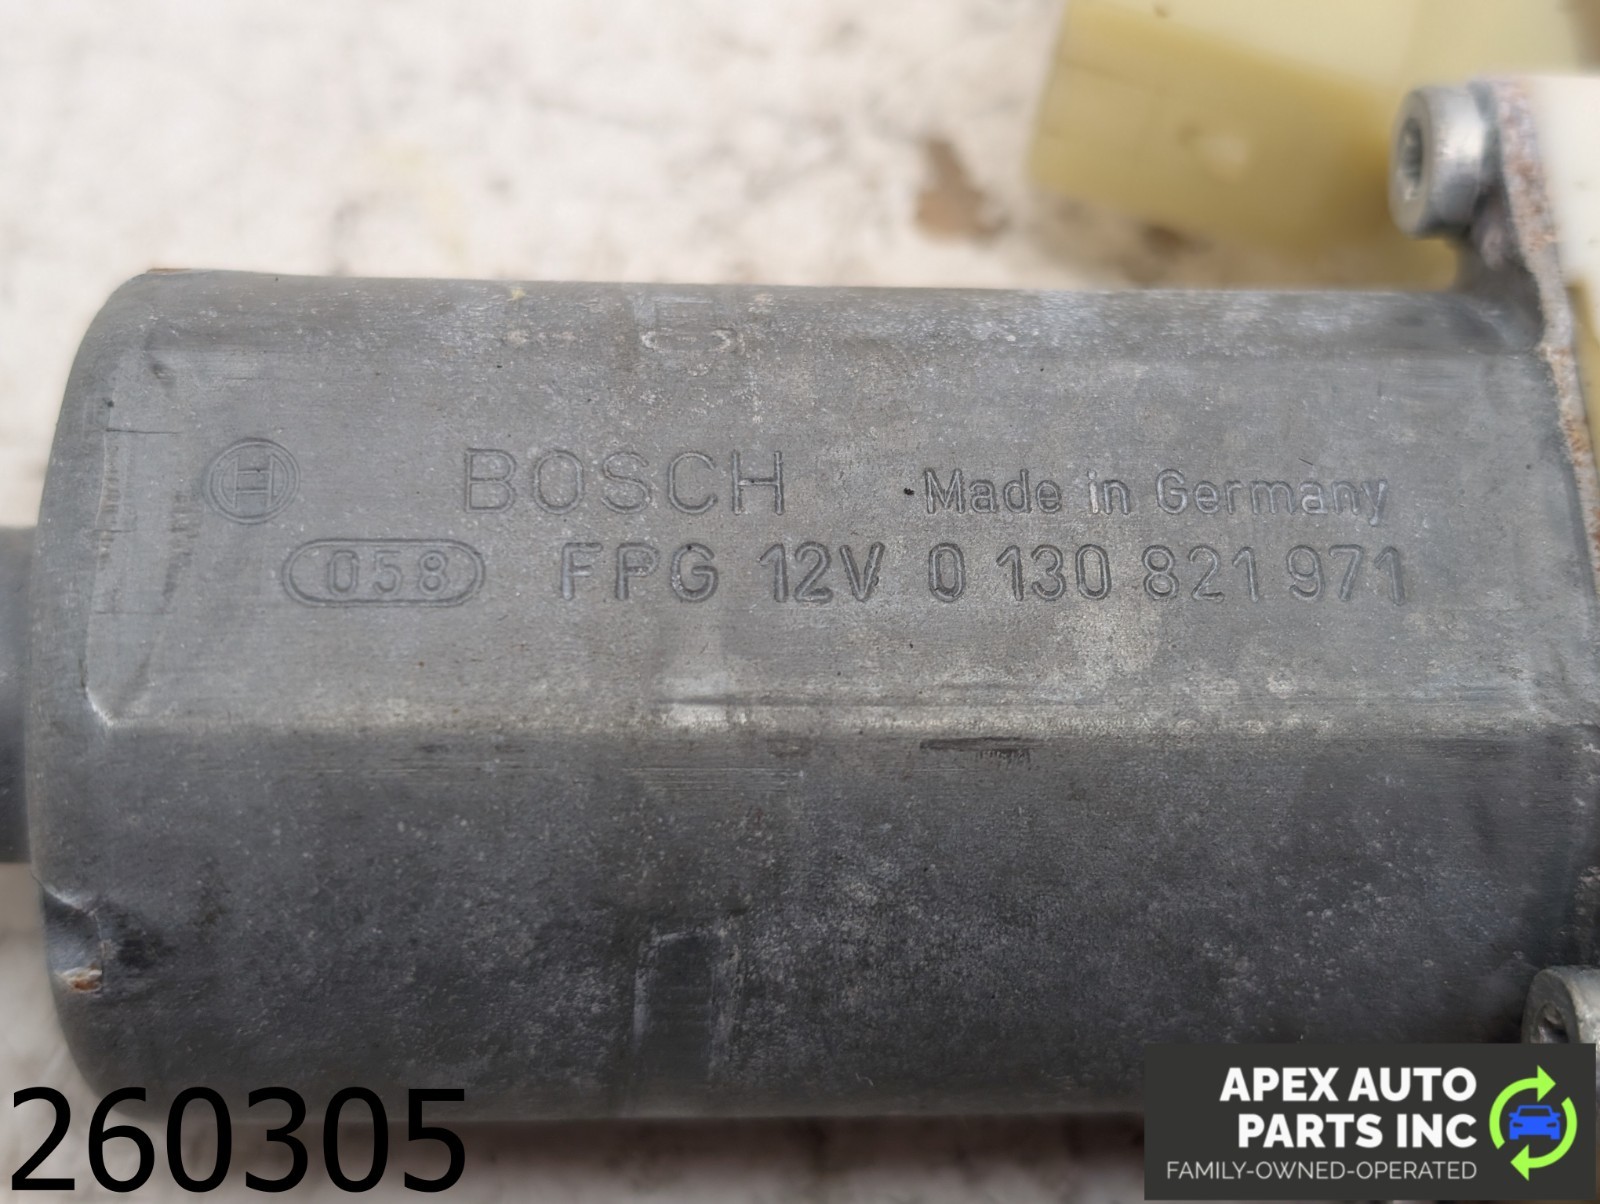 BOSCH Made in Germany
058 FPG 12V 0 130 821 971
260305
APEX AUTO
PARTS INC
FAMILY-OWNED-OPERATED